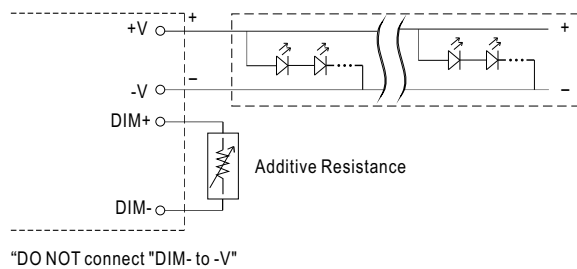 +V
+
+
-V
−
−
DIM+
Additive Resistance
DIM-
“DO NOT connect "DIM- to -V"